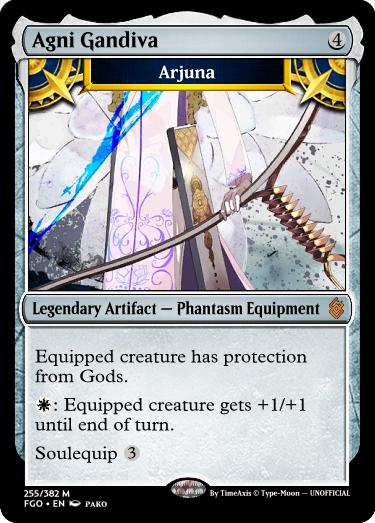 Agni Gandiva 4
Arjuna
Legendary Artifact — Phantasm Equipment
Equipped creature has protection
from Gods.
: Equipped creature gets +1/+1
until end of turn.
Soulequip 3
255/382 M
FGO • EN PAKO
By TimeAxis © Type-Moon — UNOFFICIAL